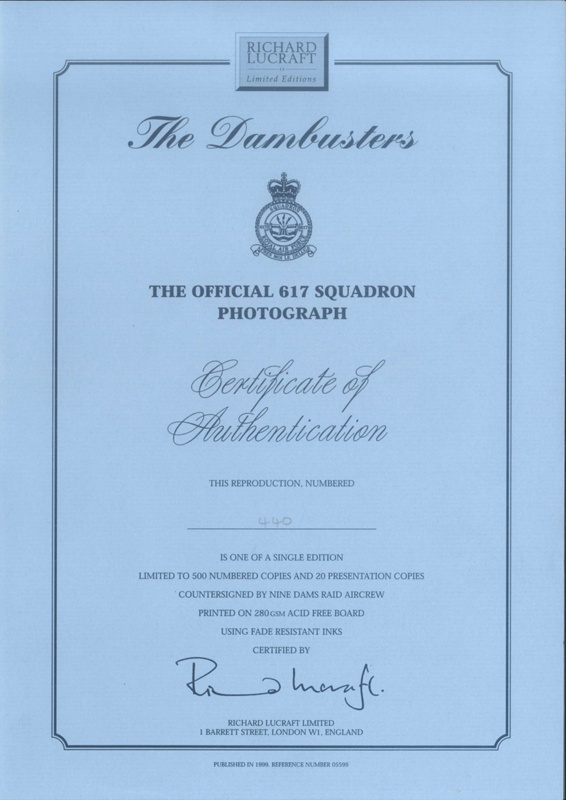 RICHARD
LUCRAFT
Limited Editions
The Dambusters
THE OFFICIAL 617 SQUADRON
PHOTOGRAPH
Certificate of
Authentication
THIS REPRODUCTION, NUMBERED
440
IS ONE OF A SINGLE EDITION
LIMITED TO 500 NUMBERED COPIES AND 20 PRESENTATION COPIES
COUNTERSIGNED BY NINE DAMS RAID AIRCREW
PRINTED ON 280GSM ACID FREE BOARD
USING FADE RESISTANT INKS
CERTIFIED BY
RICHARD LUCRAFT LIMITED
1 BARRETT STREET, LONDON W1, ENGLAND
PUBLISHED IN 1999. REFERENCE NUMBER 05599